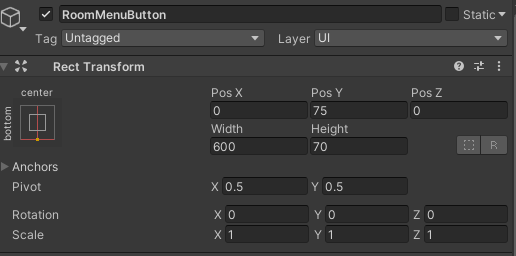 RoomMenuButton Static
Tag Untagged Layer UI
Rect Transform
center Pos X Pos Y Pos Z
bottom 0 75 0
Width Height
600 70 R
Anchors
Pivot X 0.5 Y 0.5
Rotation X 0 Y 0 Z 0
Scale X 1 Y 1 Z 1